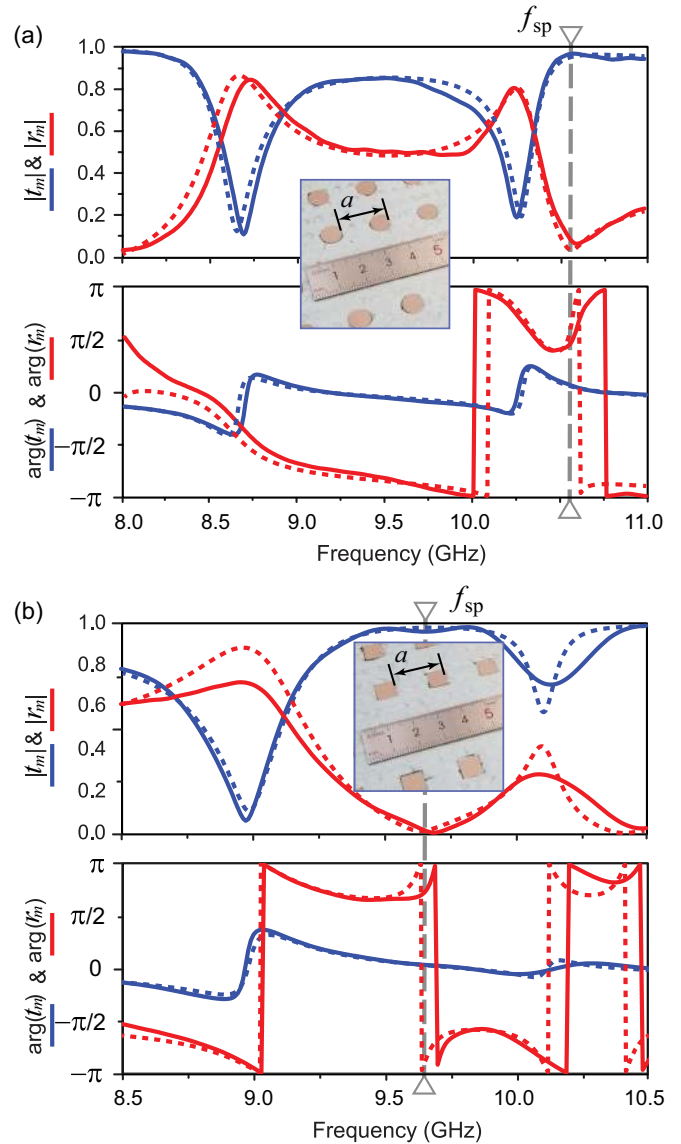 (a)
f_sp
1.0
0.8
0.6
0.4
0.2
0.0
|t_m| & |r_m|
a
1 2 3 4 5
π
π/2
0
−π/2
−π
arg(t_m) & arg(r_m)
8.0 8.5 9.0 9.5 10.0 10.5 11.0
Frequency (GHz)
(b)
f_sp
1.0
0.8
0.6
0.4
0.2
0.0
|t_m| & |r_m|
a
1 2 3 4 5
π
π/2
0
−π/2
−π
arg(t_m) & arg(r_m)
8.5 9.0 9.5 10.0 10.5
Frequency (GHz)